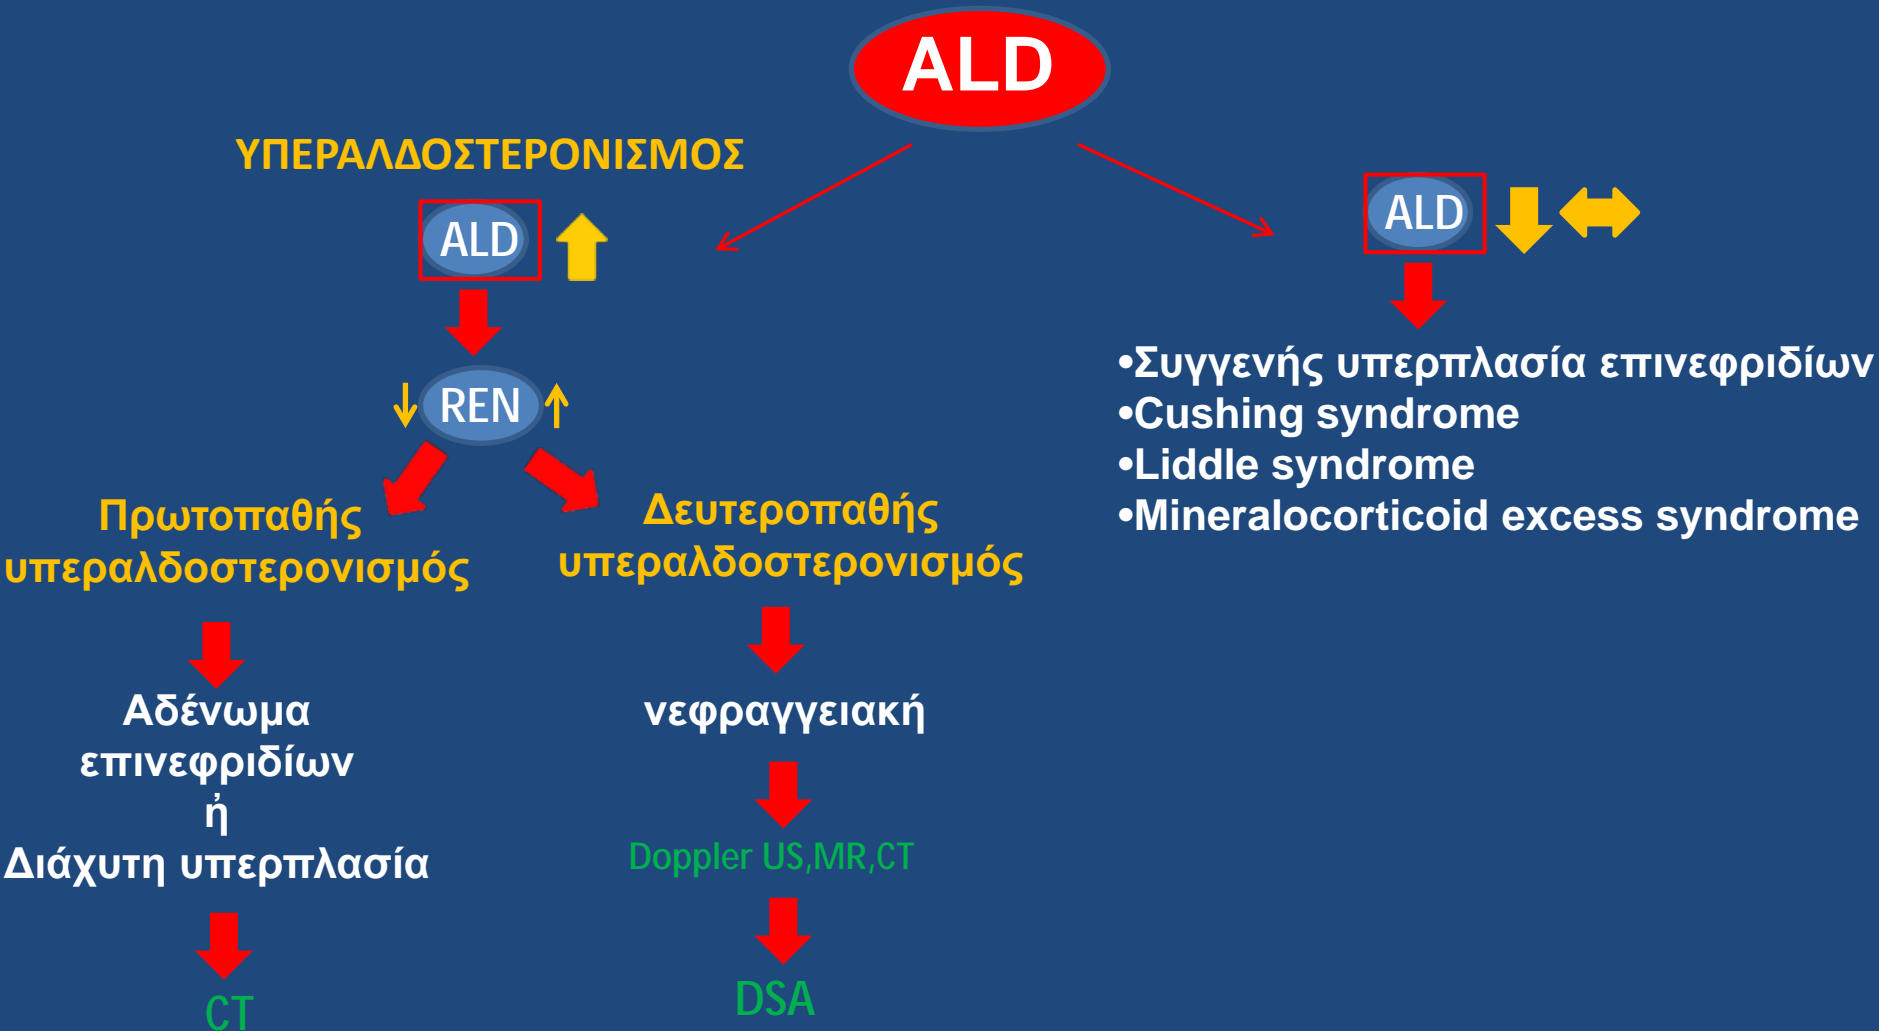 ALD
ΥΠΕΡΑΛΔΟΣΤΕΡΟΝΙΣΜΟΣ
ALD
REN
Πρωτοπαθής
υπεραλδοστερονισμός
Αδένωμα
επινεφριδίων
ἠ
Διάχυτη υπερπλασία
CT
Δευτεροπαθής
υπεραλδοστερονισμός
νεφραγγειακή
Doppler US,MR,CT
DSA
ALD
•Συγγενής υπερπλασία επινεφριδίων
•Cushing syndrome
•Liddle syndrome
•Mineralocorticoid excess syndrome